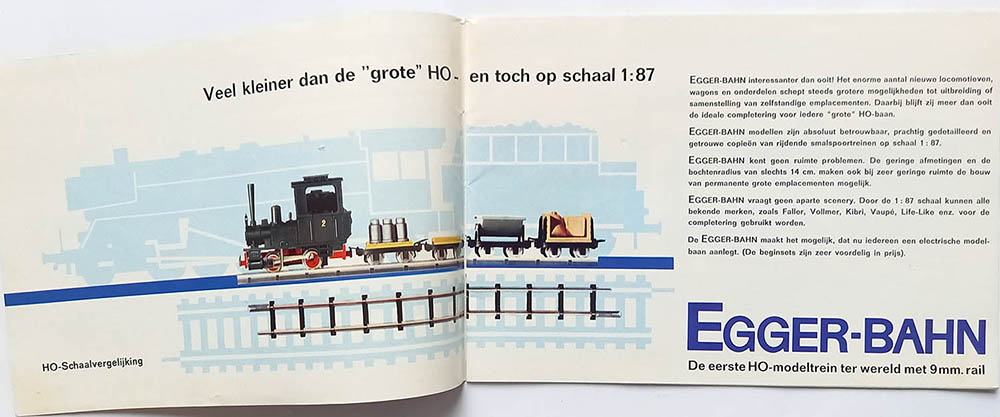 Veel kleiner dan de "grote" HO- en toch op schaal 1:87
2
HO-Schaalvergelijking
EGGER-BAHN interessanter dan ooit! Het enorme aantal nieuwe locomotieven,
wagons en onderdelen schept steeds grotere mogelijkheden tot uitbreiding of
samenstelling van zelfstandige emplacementen. Daarbij blijft zij meer dan ooit
de ideale completering voor iedere "grote" HO-baan.
EGGER-BAHN modellen zijn absoluut betrouwbaar, prachtig gedetailleerd en
getrouwe copieën van rijdende smalspoortreinen op schaal 1 : 87.
EGGER-BAHN kent geen ruimte problemen. De geringe afmetingen en de
bochtenradius van slechts 14 cm. maken ook bij zeer geringe ruimte de bouw
van permanente grote emplacementen mogelijk.
EGGER-BAHN vraagt geen aparte scenery. Door de 1 : 87 schaal kunnen alle
bekende merken, zoals Faller, Vollmer, Kibri, Vaupé, Life-Like enz. voor de
completering gebruikt worden.
De EGGER-BAHN maakt het mogelijk, dat nu iedereen een electrische model-
baan aanlegt. (De beginsets zijn zeer voordelig in prijs).
EGGER-BAHN
De eerste HO-modeltrein ter wereld met 9 mm. rail